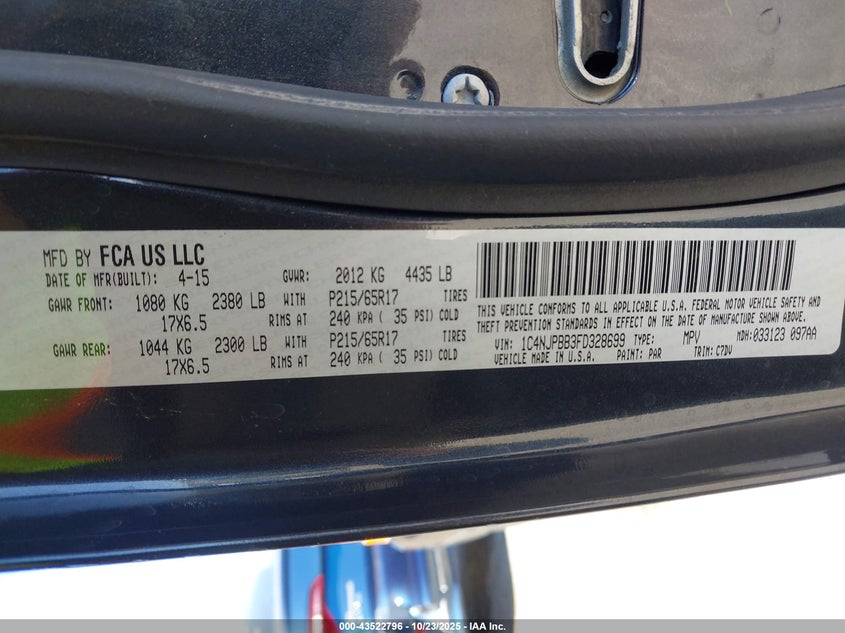 MFD BY FCA US LLC
DATE OF MFR(BUILT): 4-15 GVWR: 2012 KG 4435 LB
GAWR FRONT: 1080 KG 2380 LB WITH P215/65R17 TIRES
17X6.5 RIMS AT 240 KPA ( 35 PSI) COLD
GAWR REAR: 1044 KG 2300 LB WITH P215/65R17 TIRES
17X6.5 RIMS AT 240 KPA ( 35 PSI) COLD
THIS VEHICLE CONFORMS TO ALL APPLICABLE U.S.A. FEDERAL MOTOR VEHICLE SAFETY AND
THEFT PREVENTION STANDARDS IN EFFECT ON THE DATE OF MANUFACTURE SHOWN ABOVE.
VIN: 1C4NJPBB3FD328699 TYPE: MPV MDH:033123 097AA
VEHICLE MADE IN U.S.A. PAINT: PAR TRIM: C7DV
000-43522796 - 10/23/2025 - IAA Inc.